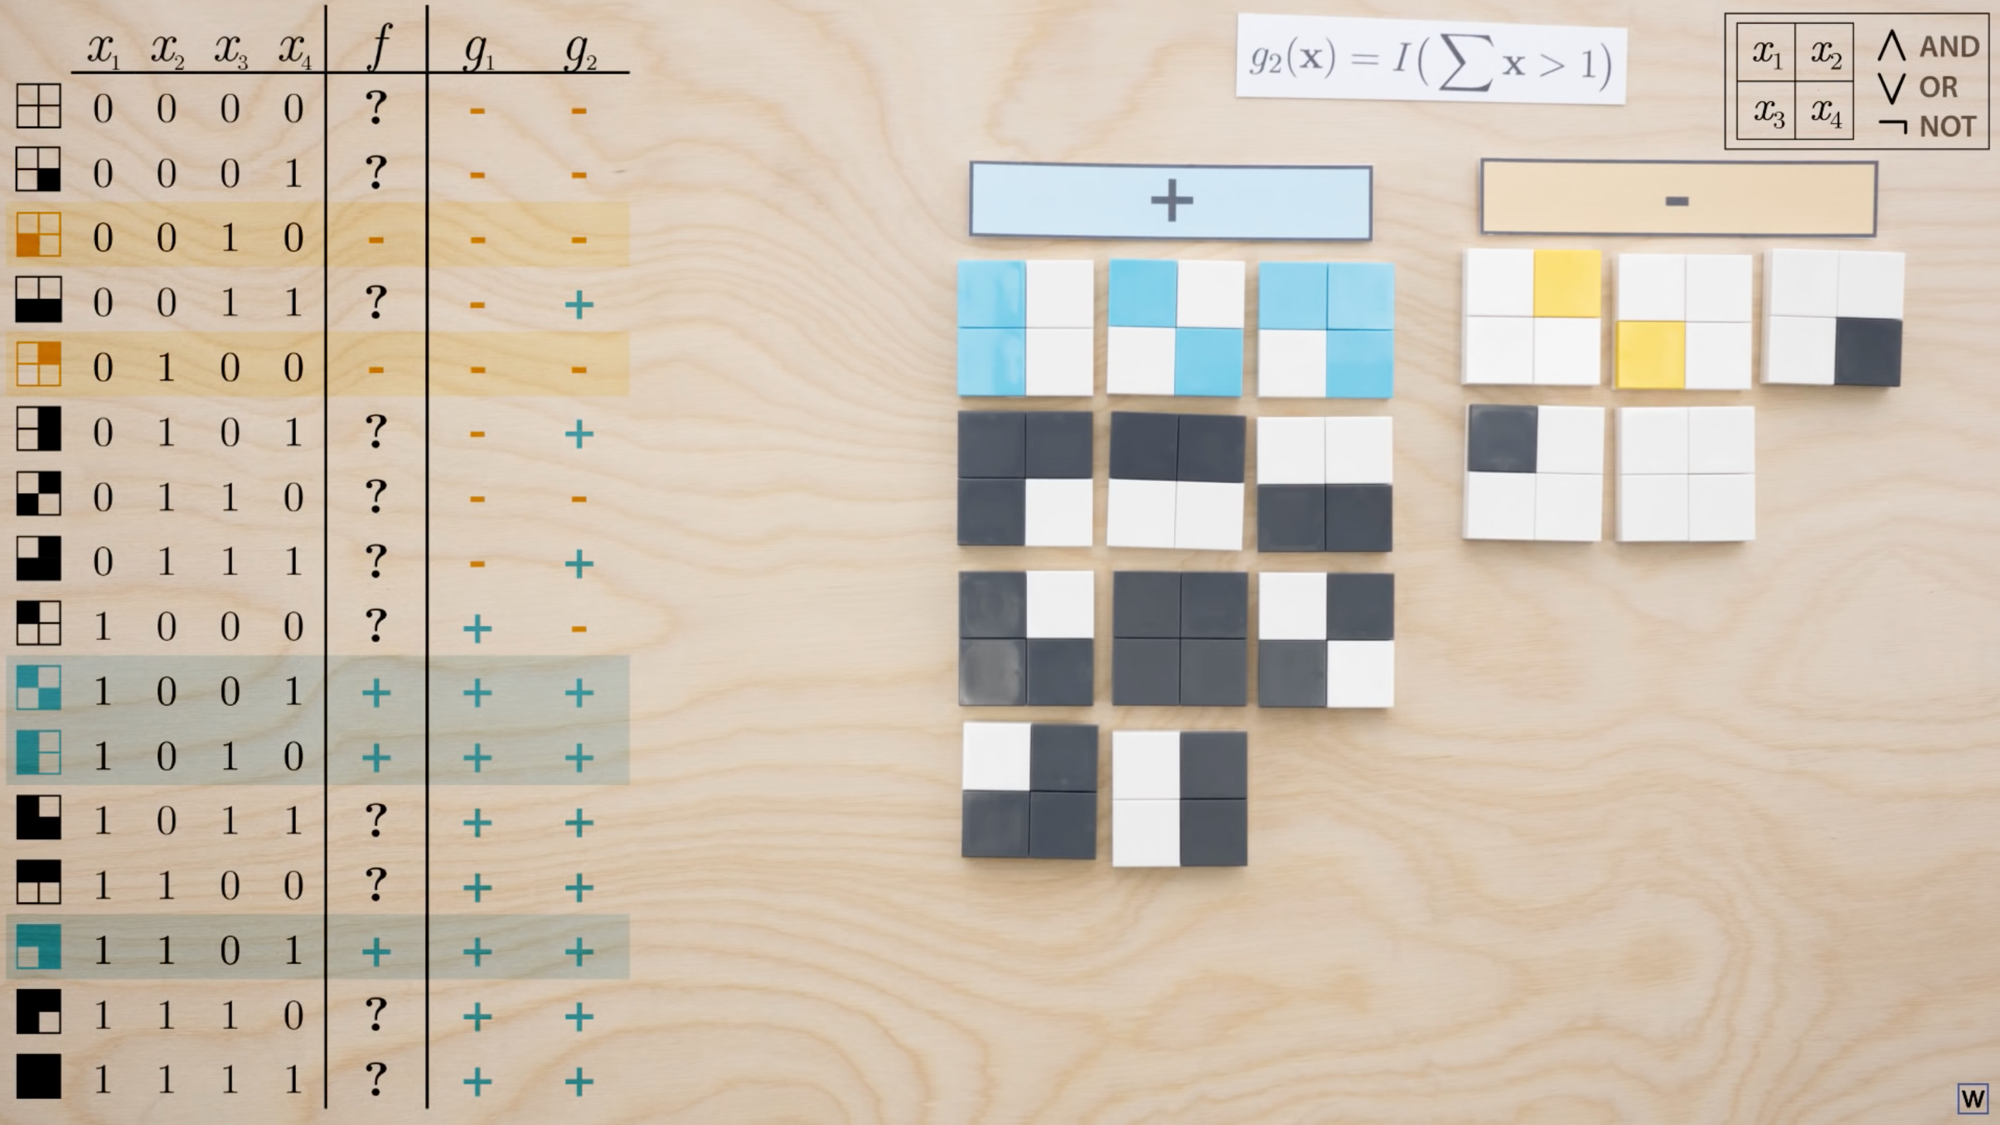 x₁ x₂ x₃ x₄ f g₁ g₂
0 0 0 0 ? - -
0 0 0 1 ? - -
0 0 1 0 - - -
0 0 1 1 ? - +
0 1 0 0 - - -
0 1 0 1 ? - +
0 1 1 0 ? - -
0 1 1 1 ? - +
1 0 0 0 ? + -
1 0 0 1 + + +
1 0 1 0 + + +
1 0 1 1 ? + +
1 1 0 0 ? + +
1 1 0 1 + + +
1 1 1 0 ? + +
1 1 1 1 ? + +
g₂(x) = I(∑ x > 1)
+ -
x₁ x₂
x₃ x₄
∧ AND
∨ OR
¬ NOT
W